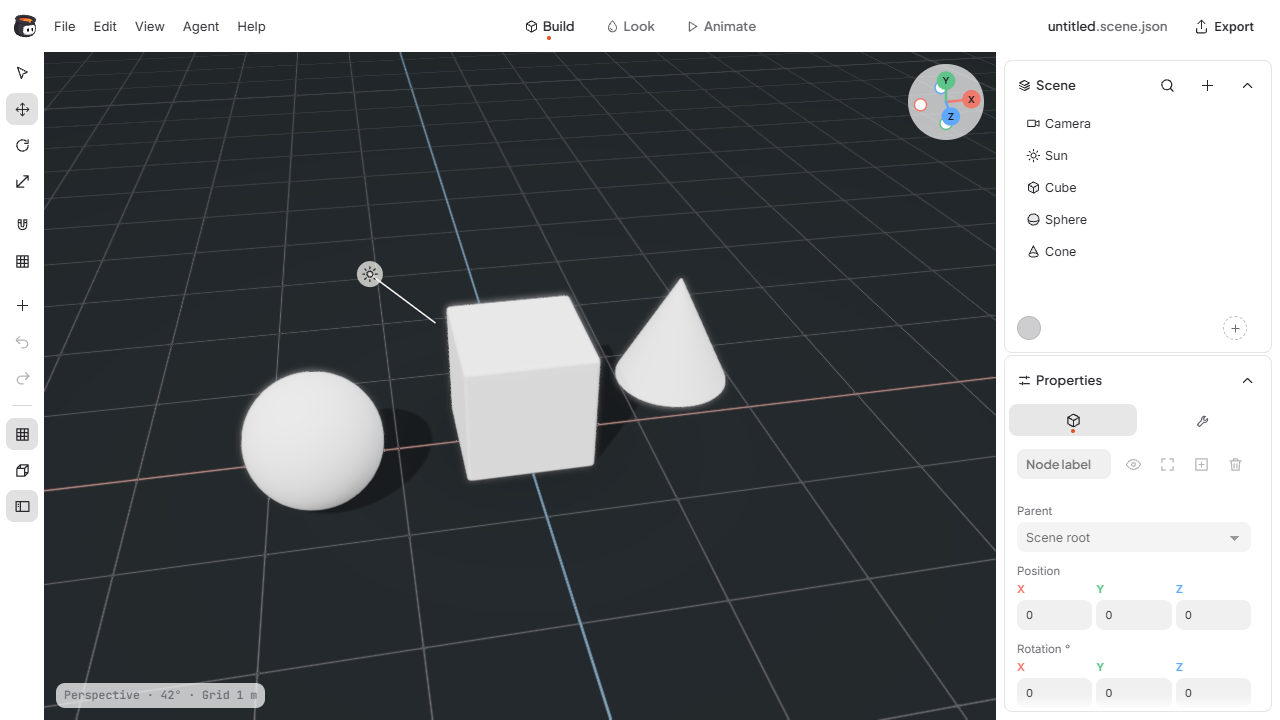 File Edit View Agent Help
Build Look Animate
untitled.scene.json Export
Y
X
Z
Perspective · 42° · Grid 1 m
Scene
Camera
Sun
Cube
Sphere
Cone
Properties
Node label
Parent
Scene root
Position
X Y Z
0 0 0
Rotation °
X Y Z
0 0 0